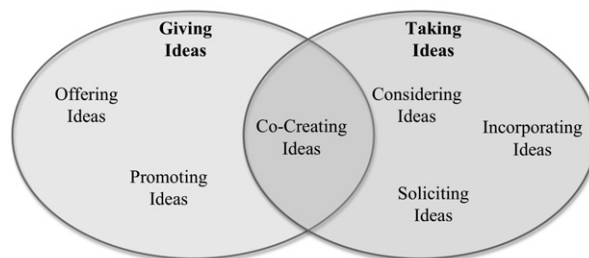 Giving
Ideas
Taking
Ideas
Offering
Ideas
Considering
Ideas
Co-Creating
Ideas
Incorporating
Ideas
Promoting
Ideas
Soliciting
Ideas